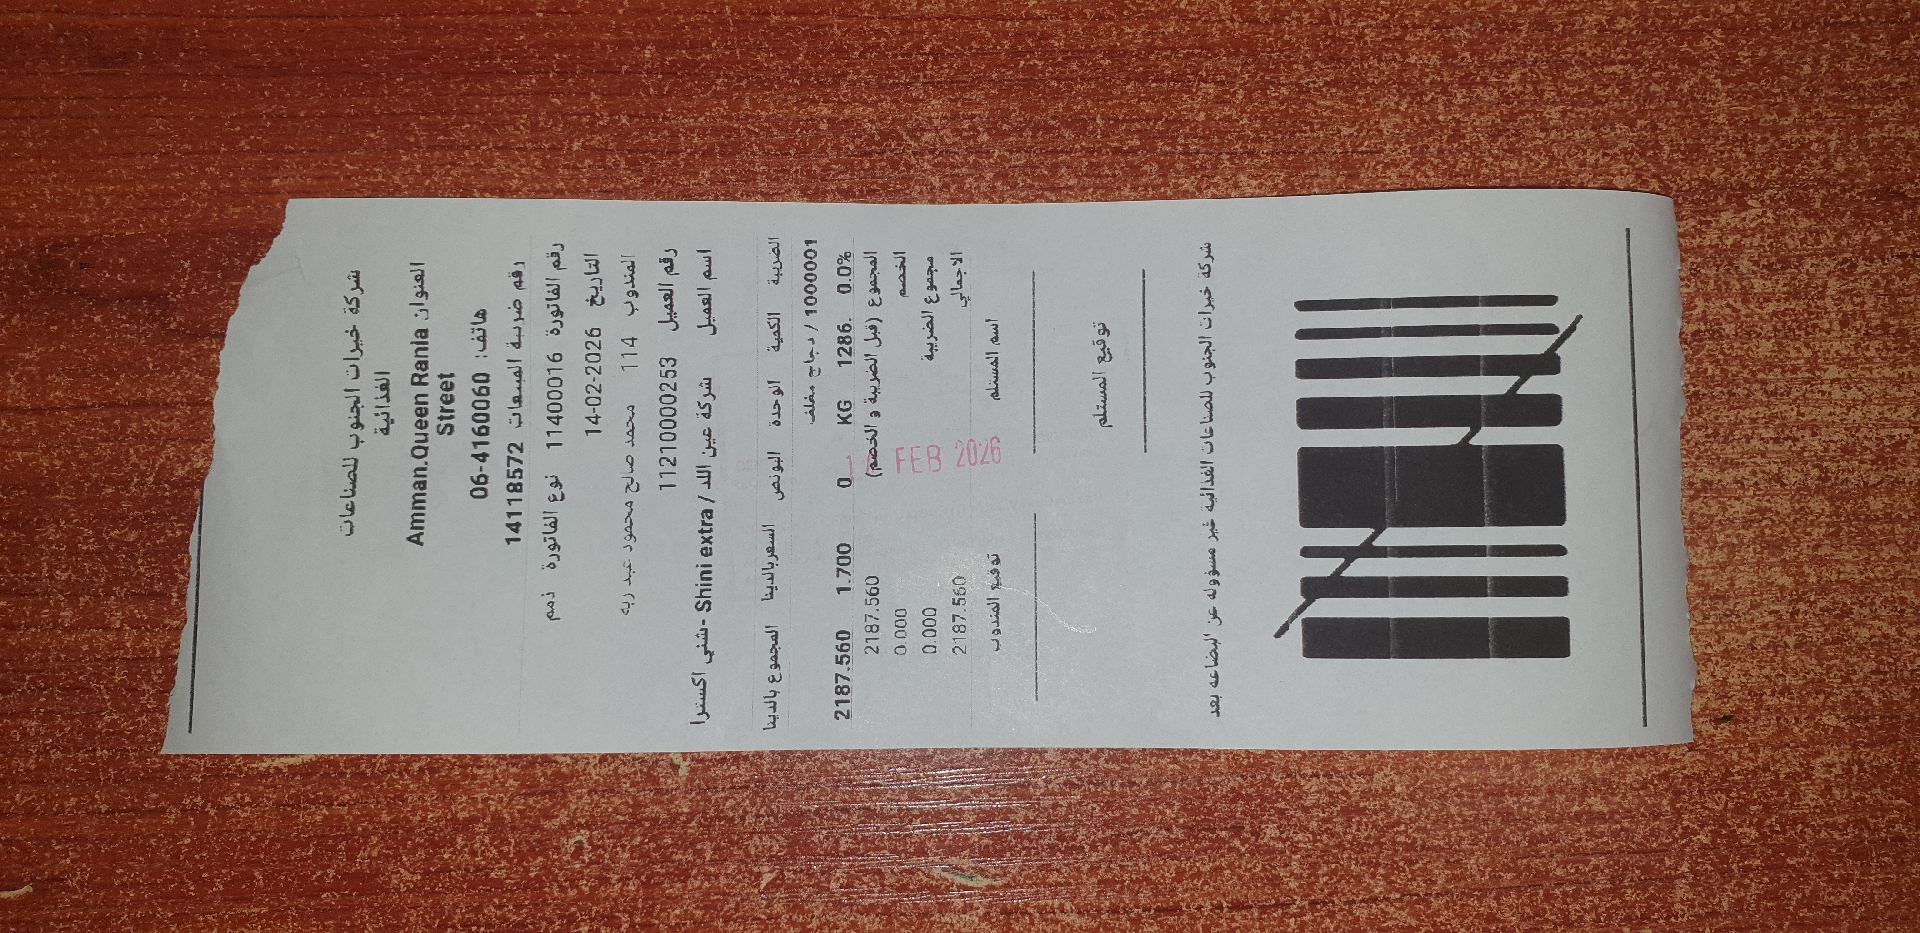 شركة خيرات الجنوب للصناعات
الغذائية
العنوان Amman.Queen Rania
Street
هاتف: 06-4160060
رقم ضريبة المبيعات 14118572
رقم الفاتورة 11400016 نوع الفاتورة ذمم
التاريخ 14-02-2026
المندوب 114 محمد صالح محمود عبد ربه
رقم العميل 1121000253
اسم العميل شركة عين اللد / Shini extra -شني اكسترا
الضريبة الكمية الوحدة البونص السعربالدينا المجموع بالدينا
1000001 / دجاج مغلف
0.0% 1286. KG 0 1.700 2187.560
المجموع (قبل الضريبة و الخصم) 2187.560
الخصم 0.000
مجموع الضريبة 0.000
الاجمالي 2187.560
FEB 2026
اسم المستلم توقيع المندوب
توقيع المستلم
شركة خيرات الجنوب للصناعات الغذائية غير مسؤوله عن البضاعه بعد